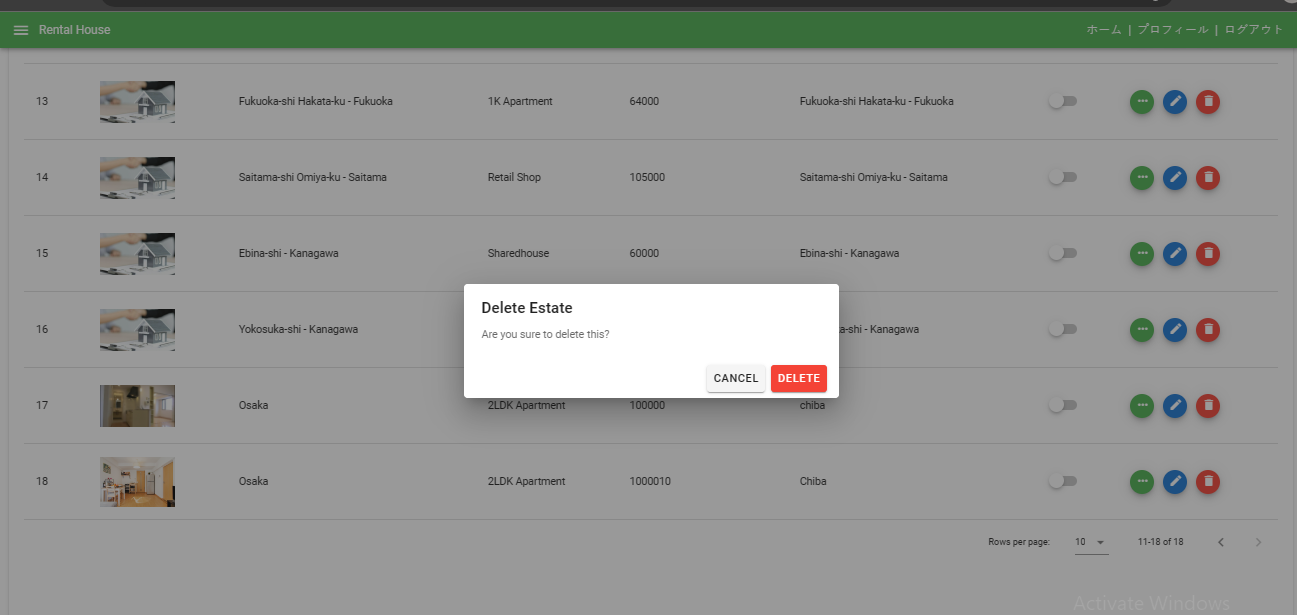 Rental House ホーム | プロフィール | ログアウト
13 Fukuoka-shi Hakata-ku - Fukuoka 1K Apartment 64000 Fukuoka-shi Hakata-ku - Fukuoka
14 Saitama-shi Omiya-ku - Saitama Retail Shop 105000 Saitama-shi Omiya-ku - Saitama
15 Ebina-shi - Kanagawa Sharedhouse 60000 Ebina-shi - Kanagawa
Delete Estate
Are you sure to delete this?
CANCEL DELETE
16 Yokosuka-shi - Kanagawa a-shi - Kanagawa
17 Osaka 2LDK Apartment 100000 chiba
18 Osaka 2LDK Apartment 1000010 Chiba
Rows per page: 10 11-18 of 18
Activate Windows